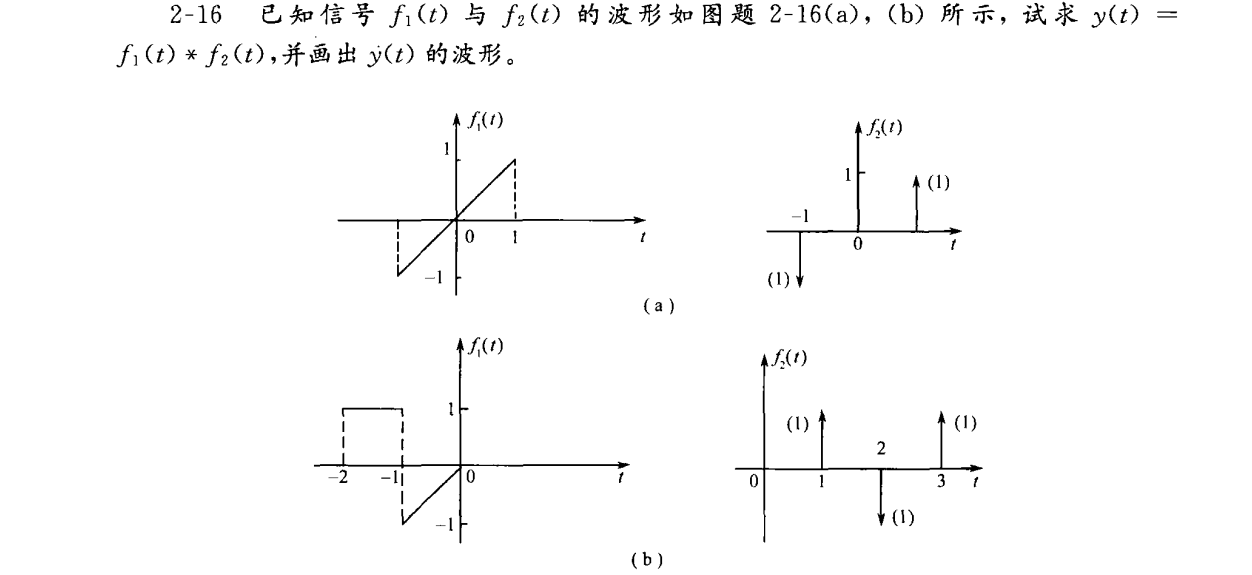 2-16 已知信号 f₁(t) 与 f₂(t) 的波形如图题 2-16(a), (b) 所示, 试求 y(t) =
f₁(t) * f₂(t),并画出 y(t) 的波形。
f₁(t)
1
0
1
t
-1
f₂(t)
1
(1)
-1
0
t
(1)
(a)
f₁(t)
1
-2
-1
0
t
-1
f₂(t)
(1)
(1)
2
0
1
3
t
(1)
(b)